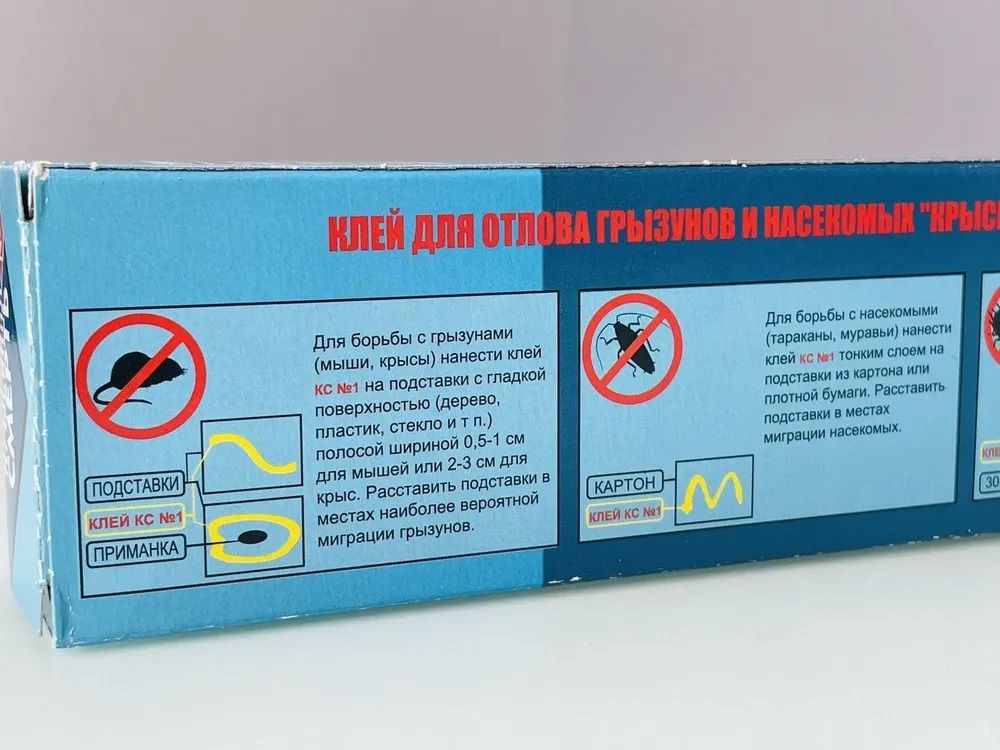 КЛЕЙ ДЛЯ ОТЛОВА ГРЫЗУНОВ И НАСЕКОМЫХ
Для борьбы с грызунами
(мыши, крысы) нанести клей
КС №1 на подставки с гладкой
поверхностью (дерево,
пластик, стекло и т п.)
полосой шириной 0,5-1 см
для мышей или 2-3 см для
крыс. Расставить подставки в
местах наиболее вероятной
миграции грызунов.
ПОДСТАВКИ
КЛЕЙ КС №1
ПРИМАНКА
Для борьбы с насекомыми
(тараканы, муравьи) нанести
клей КС №1 тонким слоем на
подставки из картона или
плотной бумаги. Расставить
подставки в местах
миграции насекомых.
КАРТОН
КЛЕЙ КС №1
30